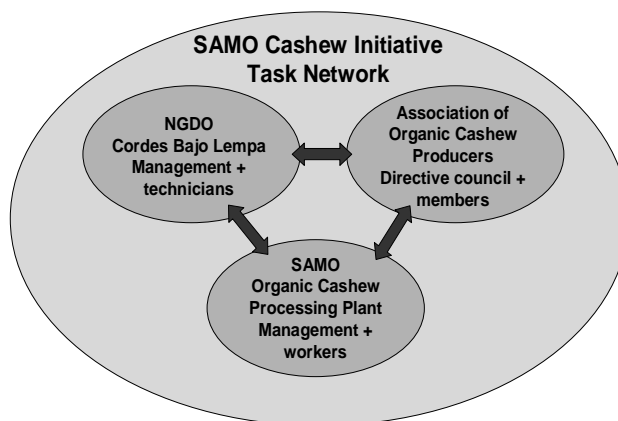 SAMO Cashew Initiative
Task Network
NGDO
Cordes Bajo Lempa
Management +
technicians
Association of
Organic Cashew
Producers
Directive council +
members
SAMO
Organic Cashew
Processing Plant
Management +
workers